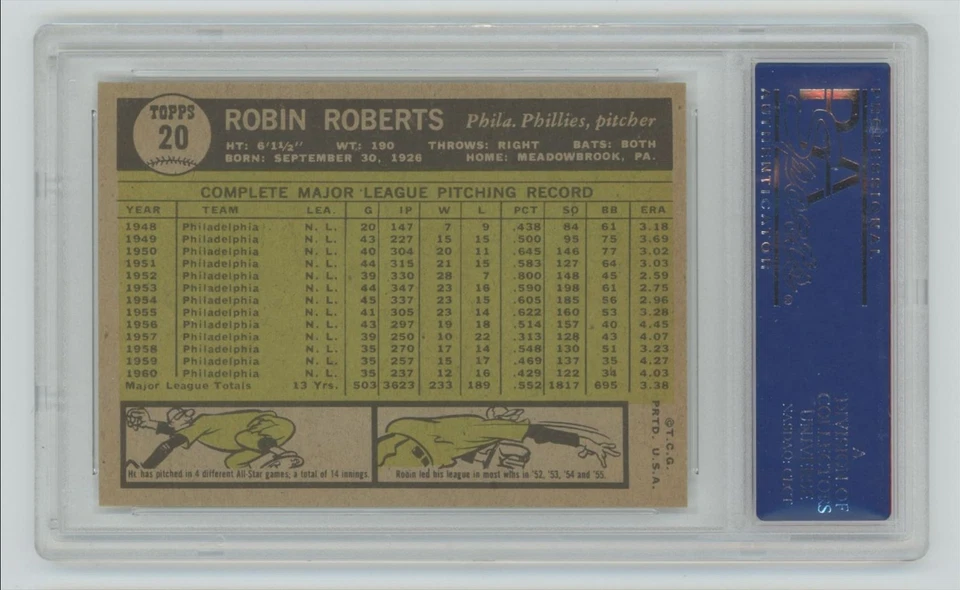 TOPPS
20
ROBIN ROBERTS Phila. Phillies, pitcher
HT: 6'1½" WT: 190 THROWS: RIGHT BATS: BOTH
BORN: SEPTEMBER 30, 1926 HOME: MEADOWBROOK, PA.
COMPLETE MAJOR LEAGUE PITCHING RECORD
YEAR TEAM LEA. G IP W L PCT SO BB ERA
1948 Philadelphia N. L. 20 147 7 9 .438 84 61 3.18
1949 Philadelphia N. L. 43 227 15 15 .500 95 75 3.69
1950 Philadelphia N. L. 40 304 20 11 .645 146 77 3.02
1951 Philadelphia N. L. 44 315 21 15 .583 127 64 3.03
1952 Philadelphia N. L. 39 330 28 7 .800 148 45 2.59
1953 Philadelphia N. L. 44 347 23 16 .590 198 61 2.75
1954 Philadelphia N. L. 45 337 23 15 .605 185 56 2.96
1955 Philadelphia N. L. 41 305 23 14 .622 160 53 3.28
1956 Philadelphia N. L. 43 297 19 18 .514 157 40 4.45
1957 Philadelphia N. L. 39 250 10 22 .313 128 43 4.07
1958 Philadelphia N. L. 35 270 17 14 .548 130 51 3.23
1959 Philadelphia N. L. 35 257 15 17 .469 137 35 4.27
1960 Philadelphia N. L. 35 237 12 16 .429 122 34 4.03
Major League Totals 13 Yrs. 503 3623 233 189 .552 1817 695 3.38
He has pitched in 4 different All-Star games; a total of 14 innings.
Robin led his league in most wins in '52, '53, '54 and '55.
©T.C.G.
PRTD. U.S.A.
PSA
PROFESSIONAL
AUTHENTICATION
A
DIVISION OF
COLLECTORS
UNIVERSE